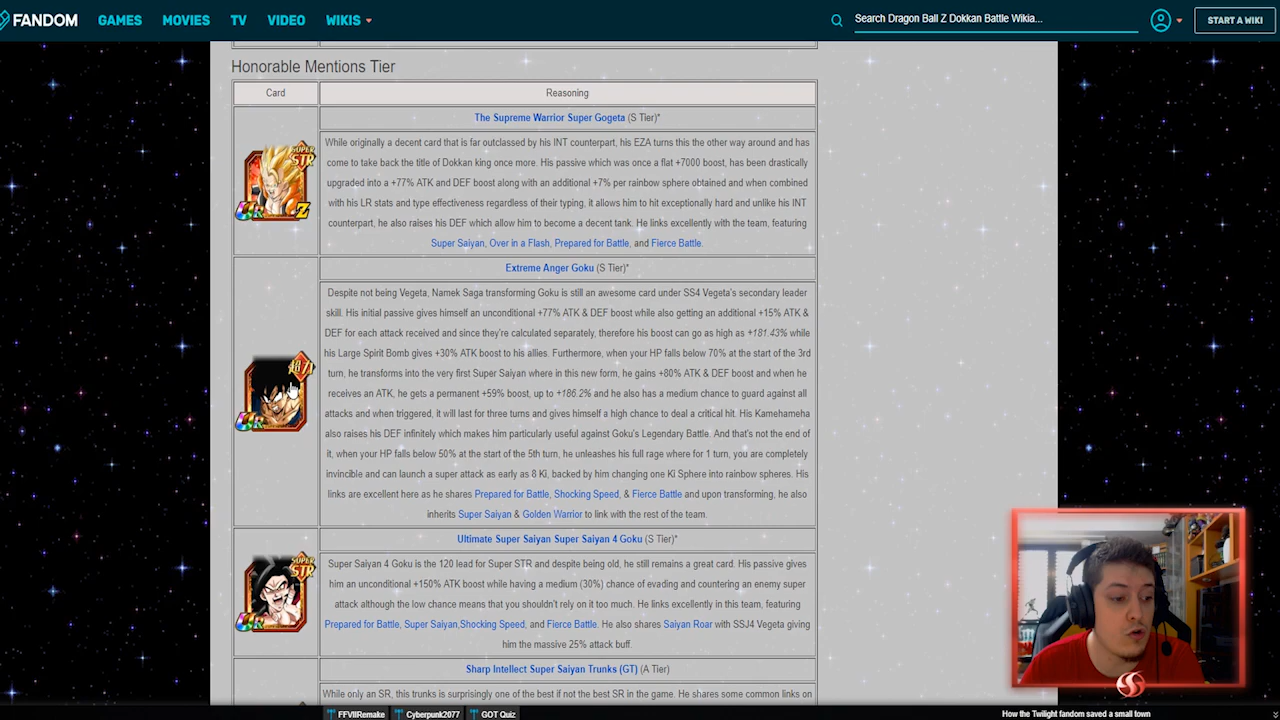 FANDOM GAMES MOVIES TV VIDEO WIKIS Search Dragon Ball Z Dokkan Battle Wikia... START A WIKI
Honorable Mentions Tier
Card Reasoning
The Supreme Warrior Super Gogeta (S Tier)*
SUPER STR
Z
While originally a decent card that is far outclassed by his INT counterpart, his EZA turns this the other way around and has
come to take back the title of Dokkan king once more. His passive which was once a flat +7000 boost, has been drastically
upgraded into a +77% ATK and DEF boost along with an additional +7% per rainbow sphere obtained and when combined
with his LR stats and type effectiveness regardless of their typing, it allows him to hit exceptionally hard and unlike his INT
counterpart, he also raises his DEF which allow him to become a decent tank. He links excellently with the team, featuring
Super Saiyan, Over in a Flash, Prepared for Battle, and Fierce Battle.
Extreme Anger Goku (S Tier)*
Despite not being Vegeta, Namek Saga transforming Goku is still an awesome card under SS4 Vegeta's secondary leader
skill. His initial passive gives himself an unconditional +77% ATK & DEF boost while also getting an additional +15% ATK &
DEF for each attack received and since they're calculated separately, therefore his boost can go as high as +181.43% while
his Large Spirit Bomb gives +30% ATK boost to his allies. Furthermore, when your HP falls below 70% at the start of the 3rd
turn, he transforms into the very first Super Saiyan where in this new form, he gains +80% ATK & DEF boost and when he
receives an ATK, he gets a permanent +59% boost, up to +186.2% and he also has a medium chance to guard against all
attacks and when triggered, it will last for three turns and gives himself a high chance to deal a critical hit. His Kamehameha
also raises his DEF infinitely which makes him particularly useful against Goku's Legendary Battle. And that's not the end of
it, when your HP falls below 50% at the start of the 5th turn, he unleashes his full rage where for 1 turn, you are completely
invincible and can launch a super attack as early as 8 Ki, backed by him changing one Ki Sphere into rainbow spheres. His
links are excellent here as he shares Prepared for Battle, Shocking Speed, & Fierce Battle and upon transforming, he also
inherits Super Saiyan & Golden Warrior to link with the rest of the team.
Ultimate Super Saiyan Super Saiyan 4 Goku (S Tier)*
SUPER STR
Super Saiyan 4 Goku is the 120 lead for Super STR and despite being old, he still remains a great card. His passive gives
him an unconditional +150% ATK boost while having a medium (30%) chance of evading and countering an enemy super
attack although the low chance means that you shouldn't rely on it too much. He links excellently in this team, featuring
Prepared for Battle, Super Saiyan,Shocking Speed, and Fierce Battle. He also shares Saiyan Roar with SSJ4 Vegeta giving
him the massive 25% attack buff.
Sharp Intellect Super Saiyan Trunks (GT) (A Tier)
While only an SR, this trunks is surprisingly one of the best if not the best SR in the game. He shares some common links on
FFVIIRemake Cyberpunk2077 GOT Quiz How the Twilight fandom saved a small town